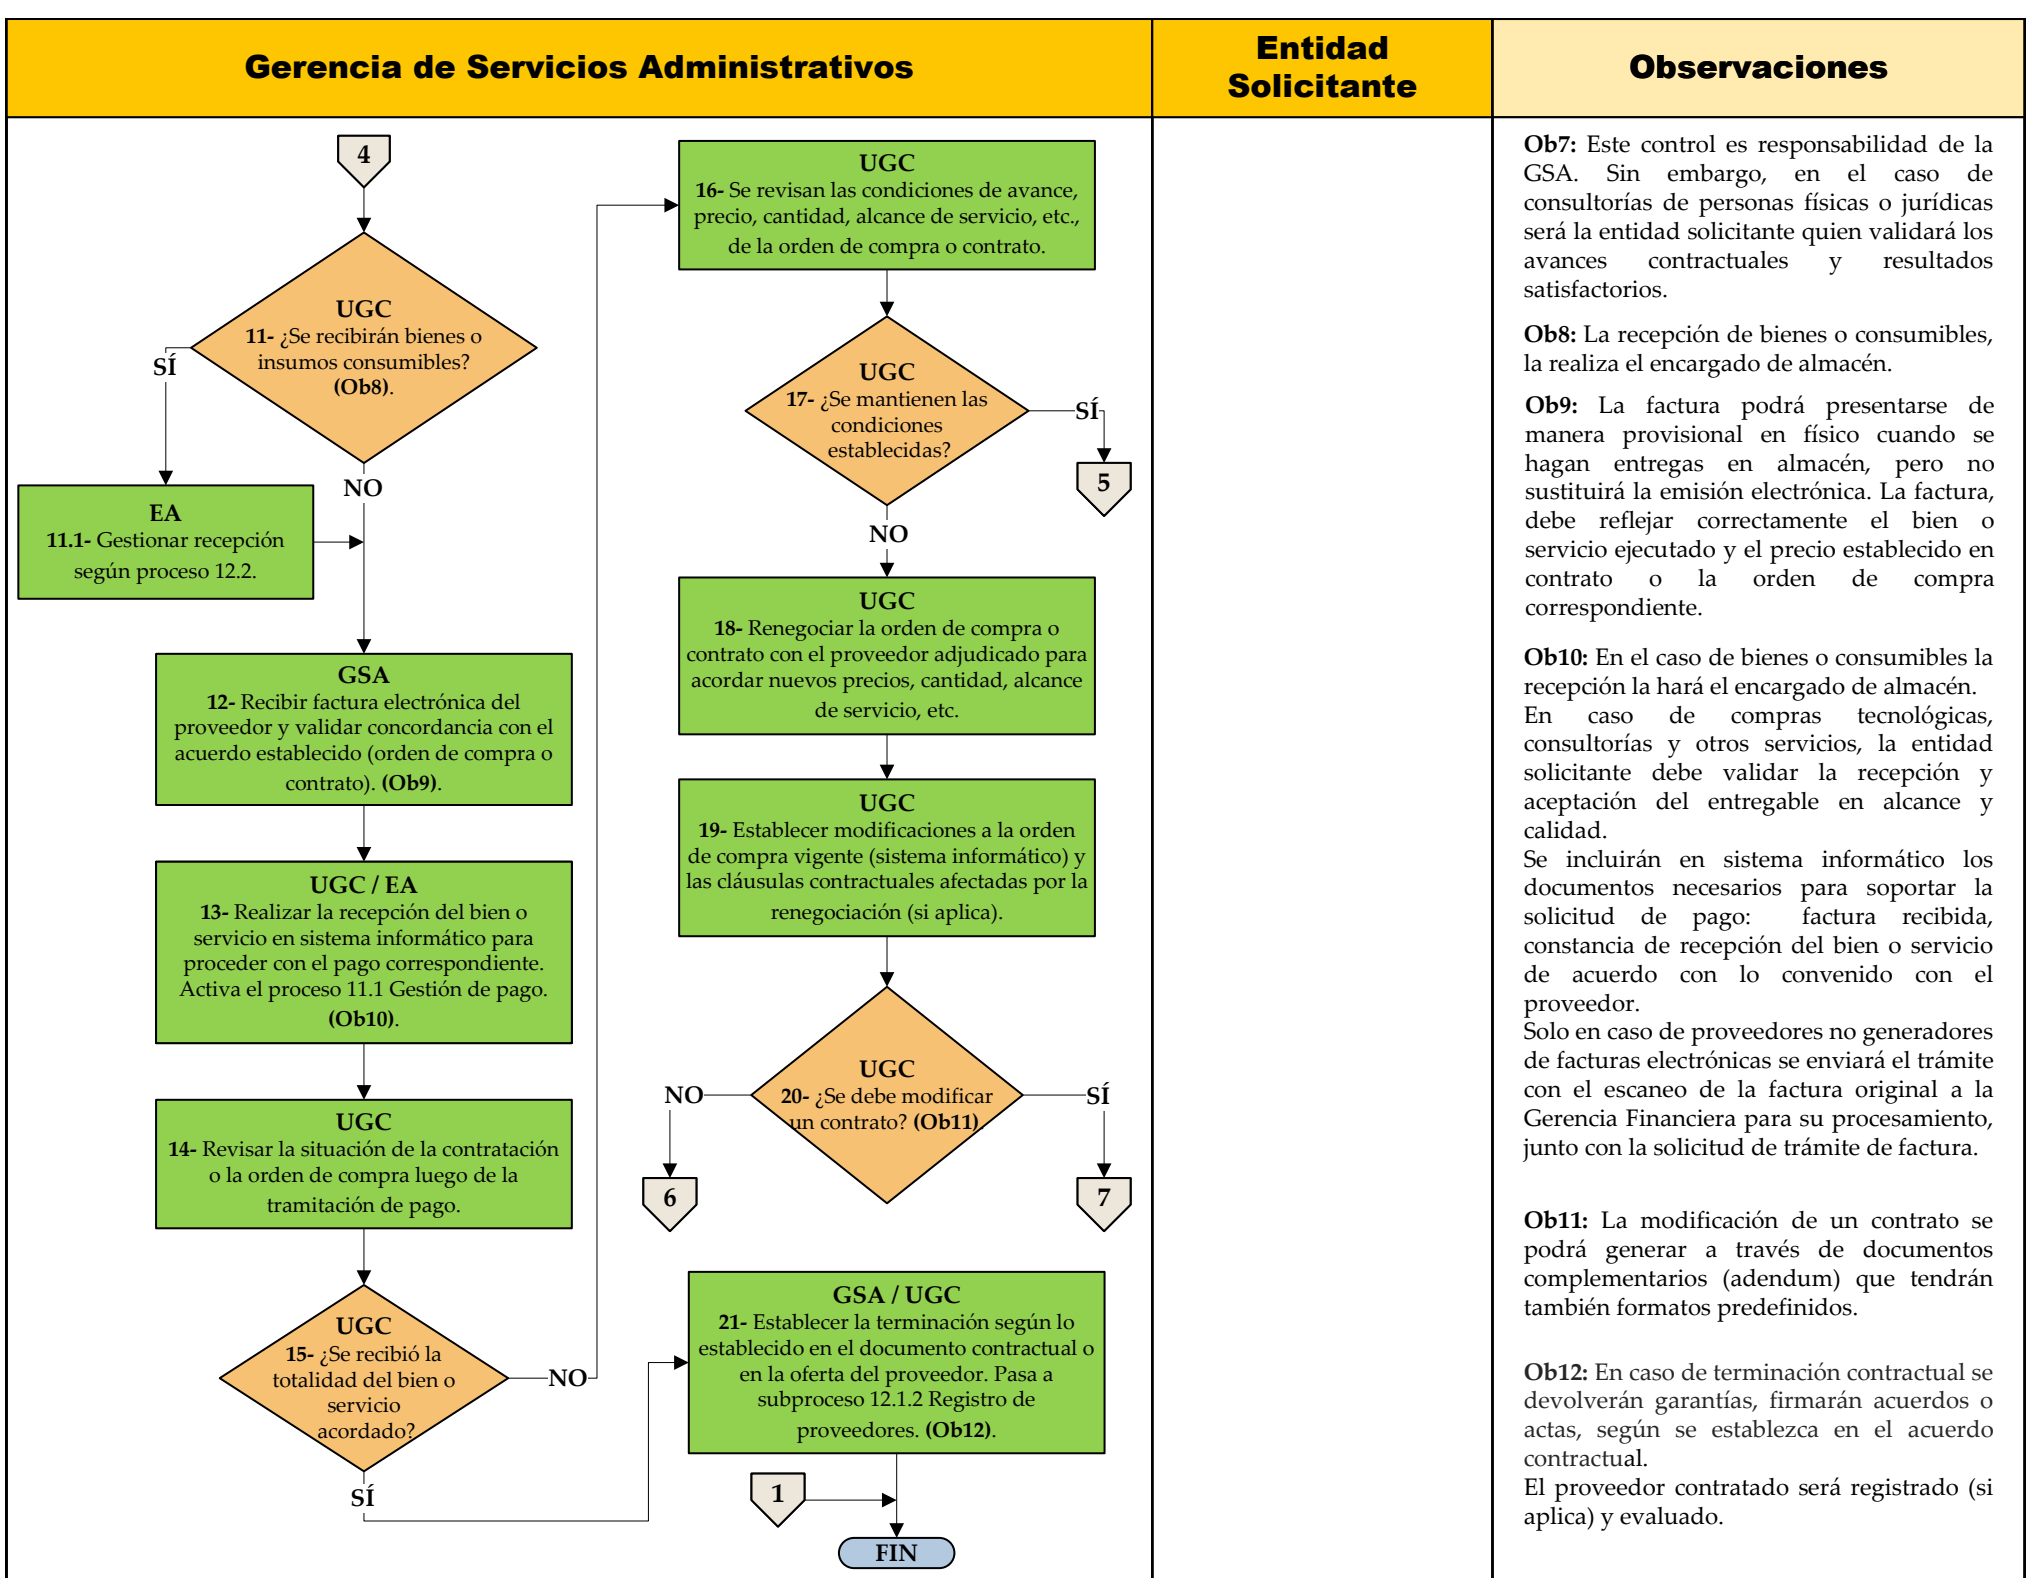 Gerencia de Servicios Administrativos
Entidad
Solicitante
Observaciones
4
UGC
11- ¿Se recibirán bienes o
insumos consumibles?
(Ob8).
SÍ
NO
EA
11.1- Gestionar recepción
según proceso 12.2.
GSA
12- Recibir factura electrónica del
proveedor y validar concordancia con el
acuerdo establecido (orden de compra o
contrato). (Ob9).
UGC / EA
13- Realizar la recepción del bien o
servicio en sistema informático para
proceder con el pago correspondiente.
Activa el proceso 11.1 Gestión de pago.
(Ob10).
UGC
14- Revisar la situación de la contratación
o la orden de compra luego de la
tramitación de pago.
UGC
15- ¿Se recibió la
totalidad del bien o
servicio
acordado?
NO
SÍ
UGC
16- Se revisan las condiciones de avance,
precio, cantidad, alcance de servicio, etc.,
de la orden de compra o contrato.
UGC
17- ¿Se mantienen las
condiciones
establecidas?
SÍ
5
NO
UGC
18- Renegociar la orden de compra o
contrato con el proveedor adjudicado para
acordar nuevos precios, cantidad, alcance
de servicio, etc.
UGC
19- Establecer modificaciones a la orden
de compra vigente (sistema informático) y
las cláusulas contractuales afectadas por la
renegociación (si aplica).
UGC
20- ¿Se debe modificar
un contrato? (Ob11).
NO
SÍ
6
7
GSA / UGC
21- Establecer la terminación según lo
establecido en el documento contractual o
en la oferta del proveedor. Pasa a
subproceso 12.1.2 Registro de
proveedores. (Ob12).
1
FIN
Ob7: Este control es responsabilidad de la
GSA. Sin embargo, en el caso de
consultorías de personas físicas o jurídicas
será la entidad solicitante quien validará los
avances contractuales y resultados
satisfactorios.
Ob8: La recepción de bienes o consumibles,
la realiza el encargado de almacén.
Ob9: La factura podrá presentarse de
manera provisional en físico cuando se
hagan entregas en almacén, pero no
sustituirá la emisión electrónica. La factura,
debe reflejar correctamente el bien o
servicio ejecutado y el precio establecido en
contrato o la orden de compra
correspondiente.
Ob10: En el caso de bienes o consumibles la
recepción la hará el encargado de almacén.
En caso de compras tecnológicas,
consultorías y otros servicios, la entidad
solicitante debe validar la recepción y
aceptación del entregable en alcance y
calidad.
Se incluirán en sistema informático los
documentos necesarios para soportar la
solicitud de pago: factura recibida,
constancia de recepción del bien o servicio
de acuerdo con lo convenido con el
proveedor.
Solo en caso de proveedores no generadores
de facturas electrónicas se enviará el trámite
con el escaneo de la factura original a la
Gerencia Financiera para su procesamiento,
junto con la solicitud de trámite de factura.
Ob11: La modificación de un contrato se
podrá generar a través de documentos
complementarios (adendum) que tendrán
también formatos predefinidos.
Ob12: En caso de terminación contractual se
devolverán garantías, firmarán acuerdos o
actas, según se establezca en el acuerdo
contractual.
El proveedor contratado será registrado (si
aplica) y evaluado.